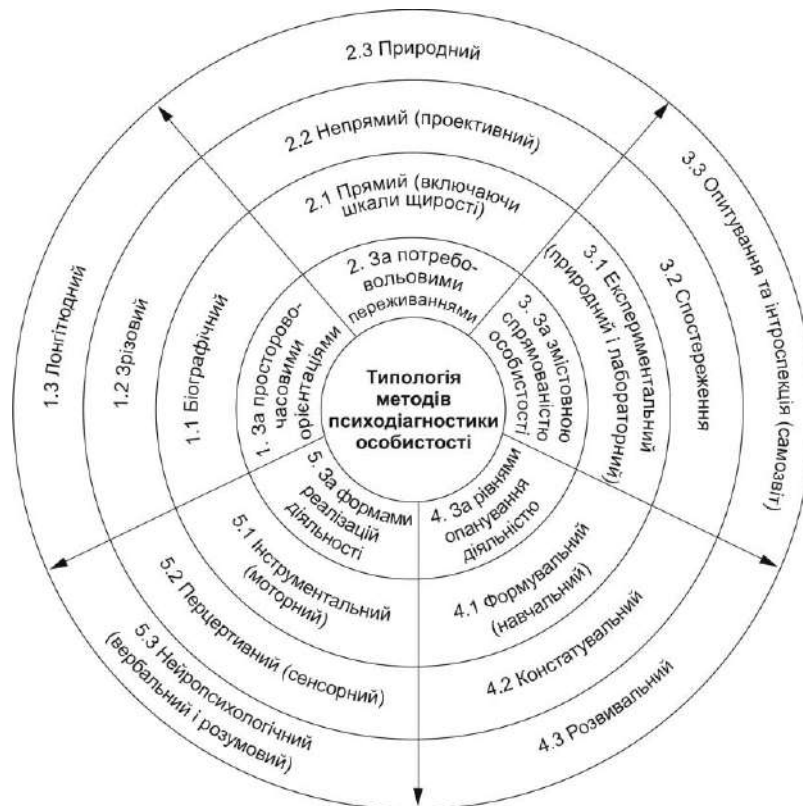 Типологія
методів
психодіагностики
особистості
1. За просторово-
часовими
орієнтаціями
1.1 Біографічний
1.2 Зрізовий
1.3 Лонгітюдний
2. За потребо-
вольовими
переживаннями
2.1 Прямий (включаючи
шкали щирості)
2.2 Непрямий (проективний)
2.3 Природний
3. За змістовною
спрямованістю
особистості
3.1 Експериментальний
(природний і лабораторний)
3.2 Спостереження
3.3 Опитування та інтроспекція (самозвіт)
4. За рівнями
опанування
діяльністю
4.1 Формувальний
(навчальний)
4.2 Констатувальний
4.3 Розвивальний
5. За формами
реалізацій
діяльності
5.1 Інструментальний
(моторний)
5.2 Перцертивний (сенсорний)
5.3 Нейропсихологічний
(вербальний і розумовий)